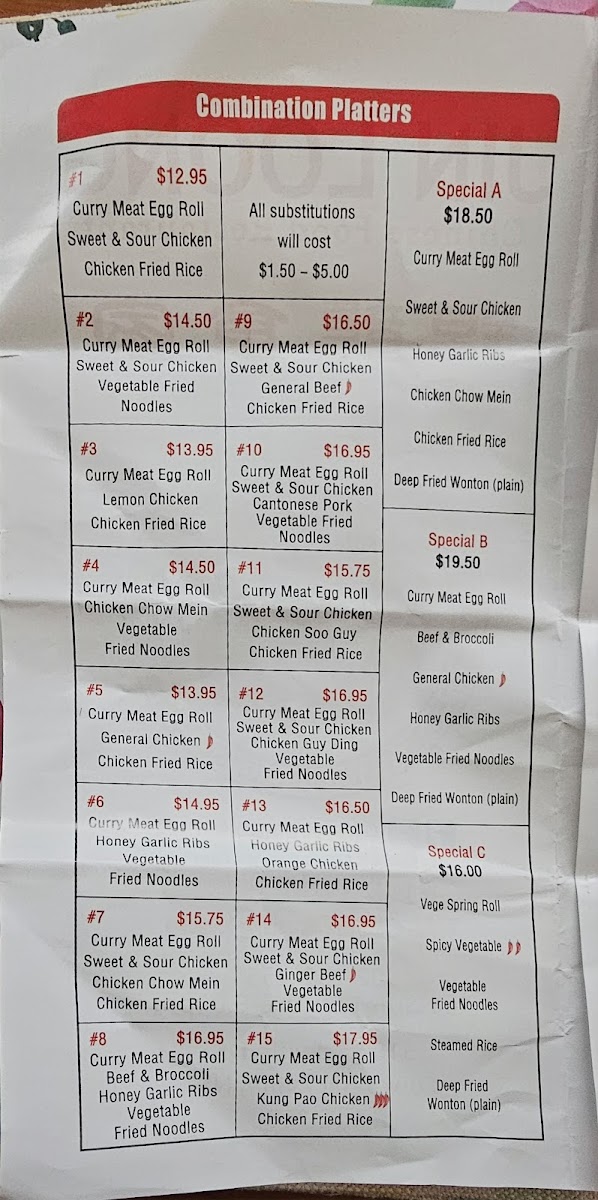 Combination Platters
#1 $12.95
Curry Meat Egg Roll
Sweet & Sour Chicken
Chicken Fried Rice
All substitutions
will cost
$1.50 – $5.00
#2 $14.50
Curry Meat Egg Roll
Sweet & Sour Chicken
Vegetable Fried
Noodles
#9 $16.50
Curry Meat Egg Roll
Sweet & Sour Chicken
General Beef
Chicken Fried Rice
#3 $13.95
Curry Meat Egg Roll
Lemon Chicken
Chicken Fried Rice
#10 $16.95
Curry Meat Egg Roll
Sweet & Sour Chicken
Cantonese Pork
Vegetable Fried
Noodles
#4 $14.50
Curry Meat Egg Roll
Chicken Chow Mein
Vegetable
Fried Noodles
#11 $15.75
Curry Meat Egg Roll
Sweet & Sour Chicken
Chicken Soo Guy
Chicken Fried Rice
#5 $13.95
Curry Meat Egg Roll
General Chicken
Chicken Fried Rice
#12 $16.95
Curry Meat Egg Roll
Sweet & Sour Chicken
Chicken Guy Ding
Vegetable
Fried Noodles
#6 $14.95
Curry Meat Egg Roll
Honey Garlic Ribs
Vegetable
Fried Noodles
#13 $16.50
Curry Meat Egg Roll
Honey Garlic Ribs
Orange Chicken
Chicken Fried Rice
#7 $15.75
Curry Meat Egg Roll
Sweet & Sour Chicken
Chicken Chow Mein
Chicken Fried Rice
#14 $16.95
Curry Meat Egg Roll
Sweet & Sour Chicken
Ginger Beef
Vegetable
Fried Noodles
#8 $16.95
Curry Meat Egg Roll
Beef & Broccoli
Honey Garlic Ribs
Vegetable
Fried Noodles
#15 $17.95
Curry Meat Egg Roll
Sweet & Sour Chicken
Kung Pao Chicken
Chicken Fried Rice
Special A
$18.50
Curry Meat Egg Roll
Sweet & Sour Chicken
Honey Garlic Ribs
Chicken Chow Mein
Chicken Fried Rice
Deep Fried Wonton (plain)
Special B
$19.50
Curry Meat Egg Roll
Beef & Broccoli
General Chicken
Honey Garlic Ribs
Vegetable Fried Noodles
Deep Fried Wonton (plain)
Special C
$16.00
Vege Spring Roll
Spicy Vegetable
Vegetable
Fried Noodles
Steamed Rice
Deep Fried
Wonton (plain)